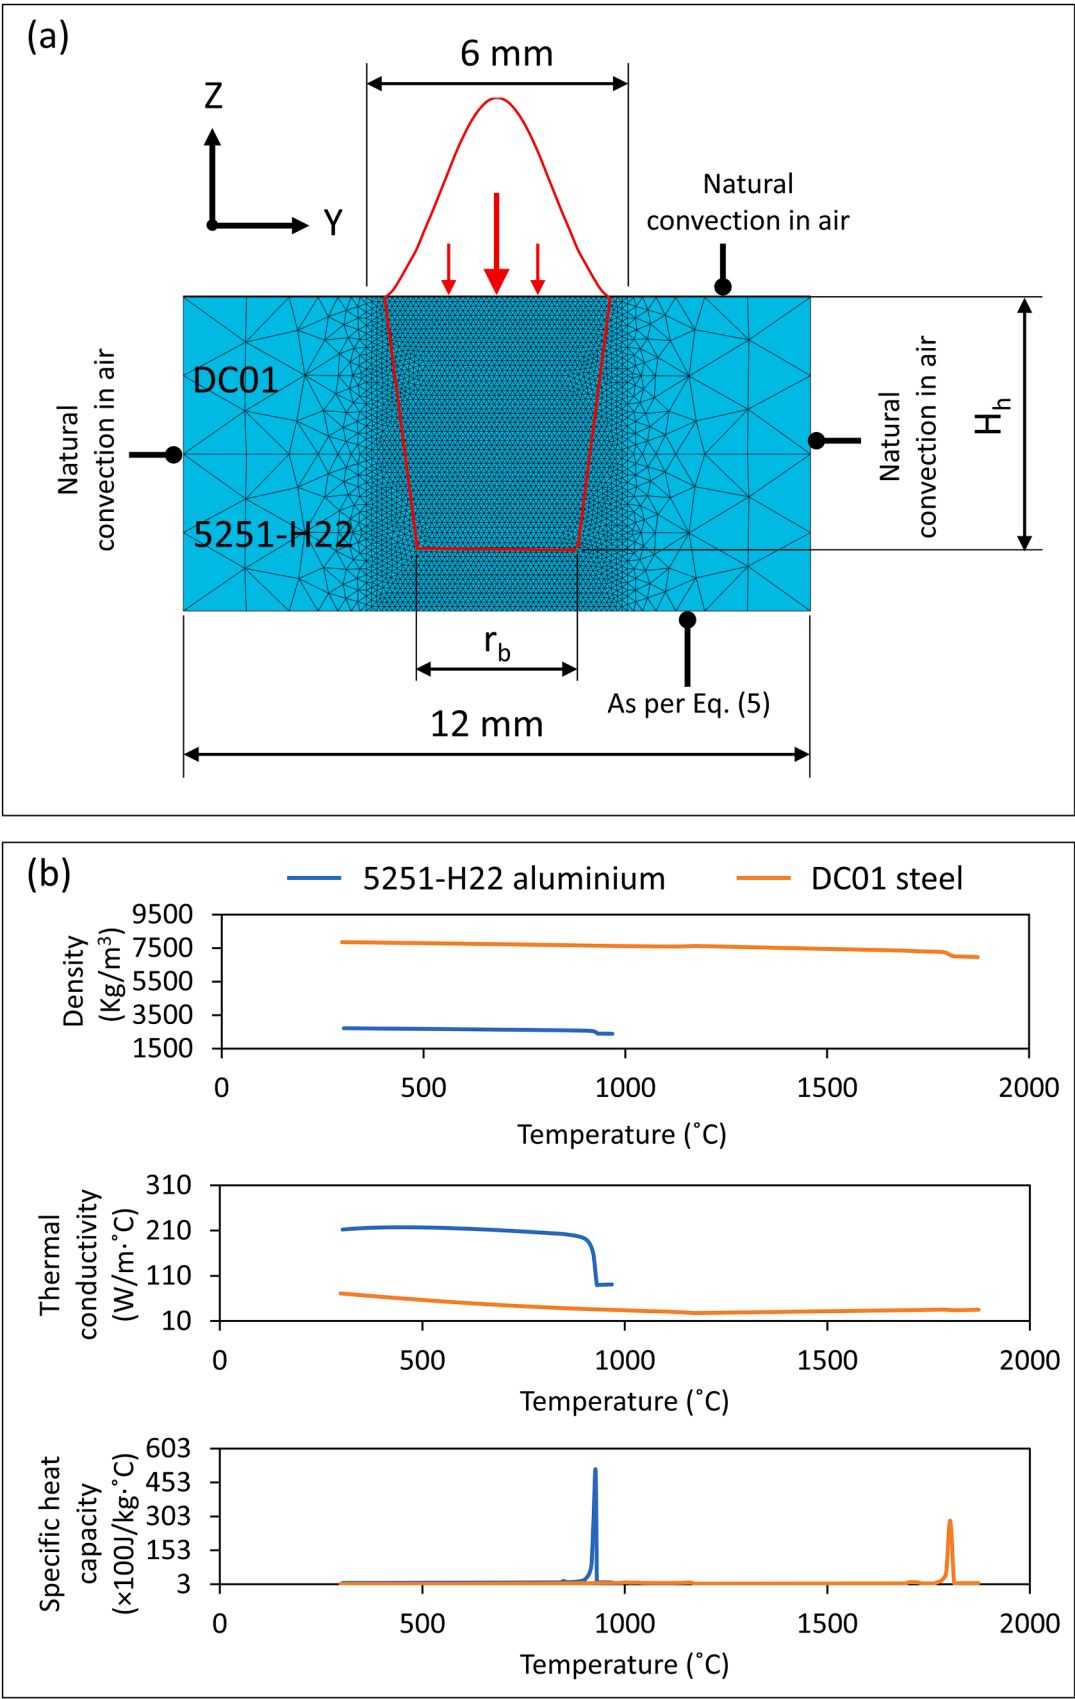 (a)
6 mm
Z
Y
Natural
convection in air
DC01
5251-H22
Natural
convection in air
Natural
convection in air
Hh
rb
As per Eq. (5)
12 mm
(b)
5251-H22 aluminium
DC01 steel
Density
(Kg/m³)
9500
7500
5500
3500
1500
0 500 1000 1500 2000
Temperature (˚C)
Thermal
conductivity
(W/m·˚C)
310
210
110
10
0 500 1000 1500 2000
Temperature (˚C)
Specific heat
capacity
(×100J/kg·˚C)
603
453
303
153
3
0 500 1000 1500 2000
Temperature (˚C)